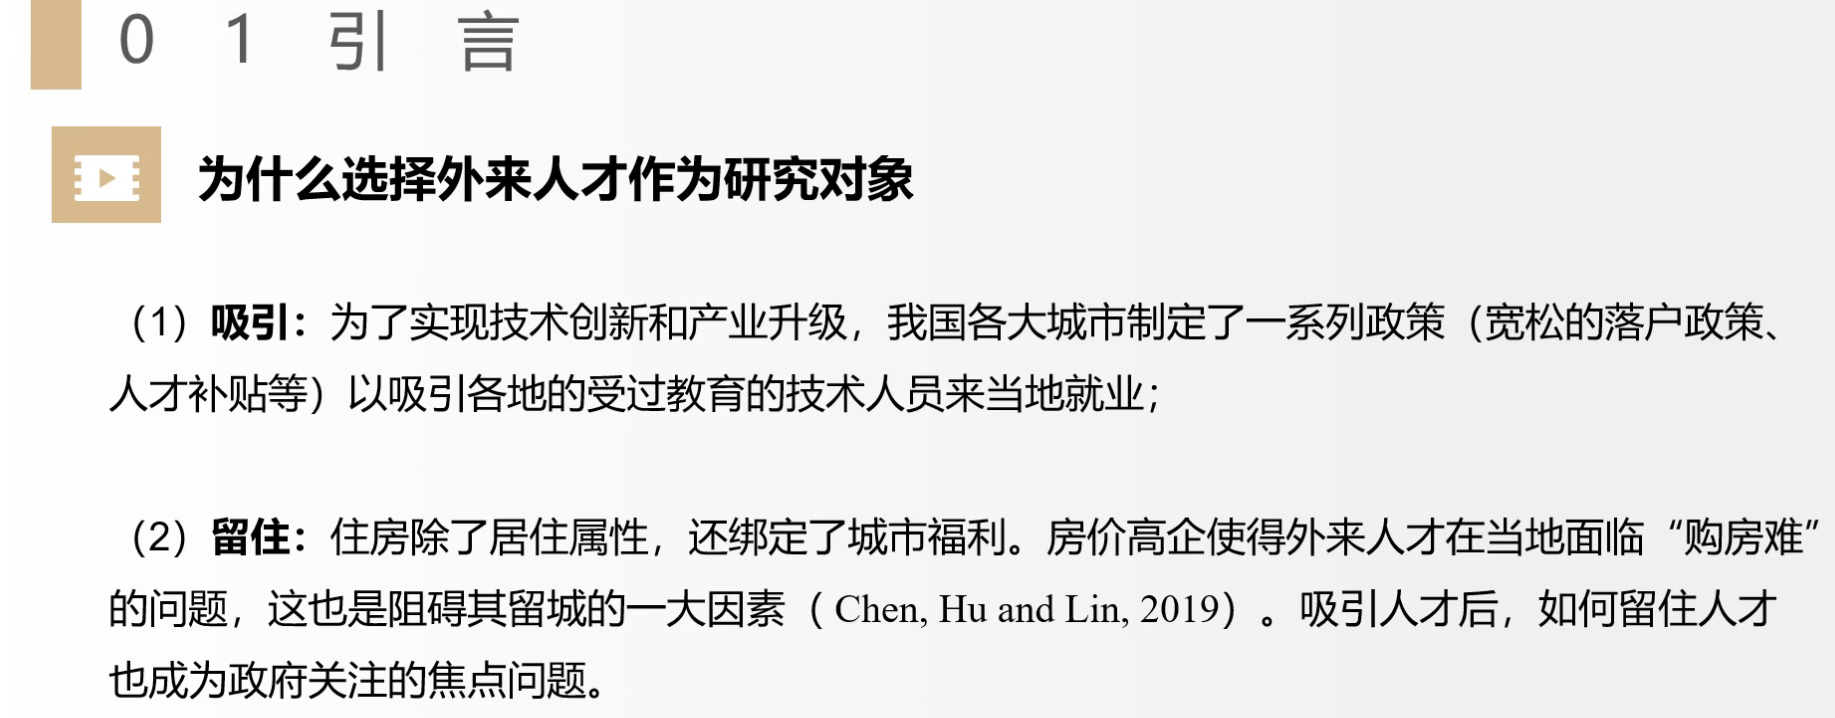 01引言
为什么选择外来人才作为研究对象
（1）吸引：为了实现技术创新和产业升级，我国各大城市制定了一系列政策（宽松的落户政策、
人才补贴等）以吸引各地的受过教育的技术人员来当地就业；
（2）留住：住房除了居住属性，还绑定了城市福利。房价高企使得外来人才在当地面临“购房难”
的问题，这也是阻碍其留城的一大因素（ Chen, Hu and Lin, 2019）。吸引人才后，如何留住人才
也成为政府关注的焦点问题。